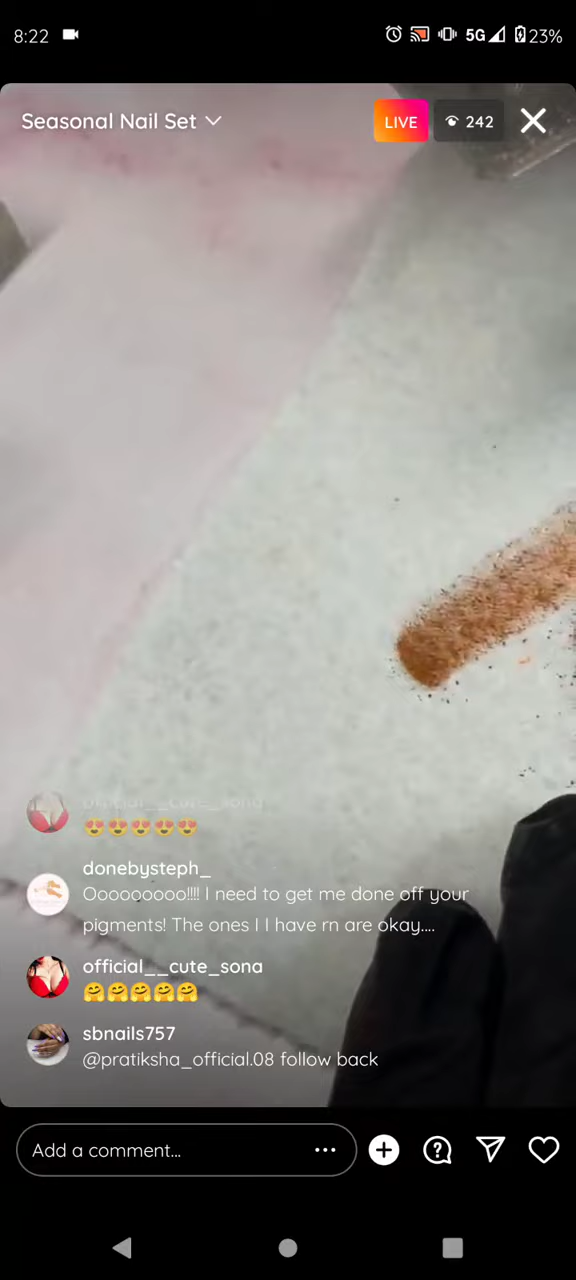 8:22
5G
23%
Seasonal Nail Set
LIVE
242
official__cute_sona
😍😍😍😍😍
donebysteph_
Ooooooooo!!!! I need to get me done off your
pigments! The ones I I have rn are okay....
official__cute_sona
🤗🤗🤗🤗🤗
sbnails757
@pratiksha_official.08 follow back
Add a comment...